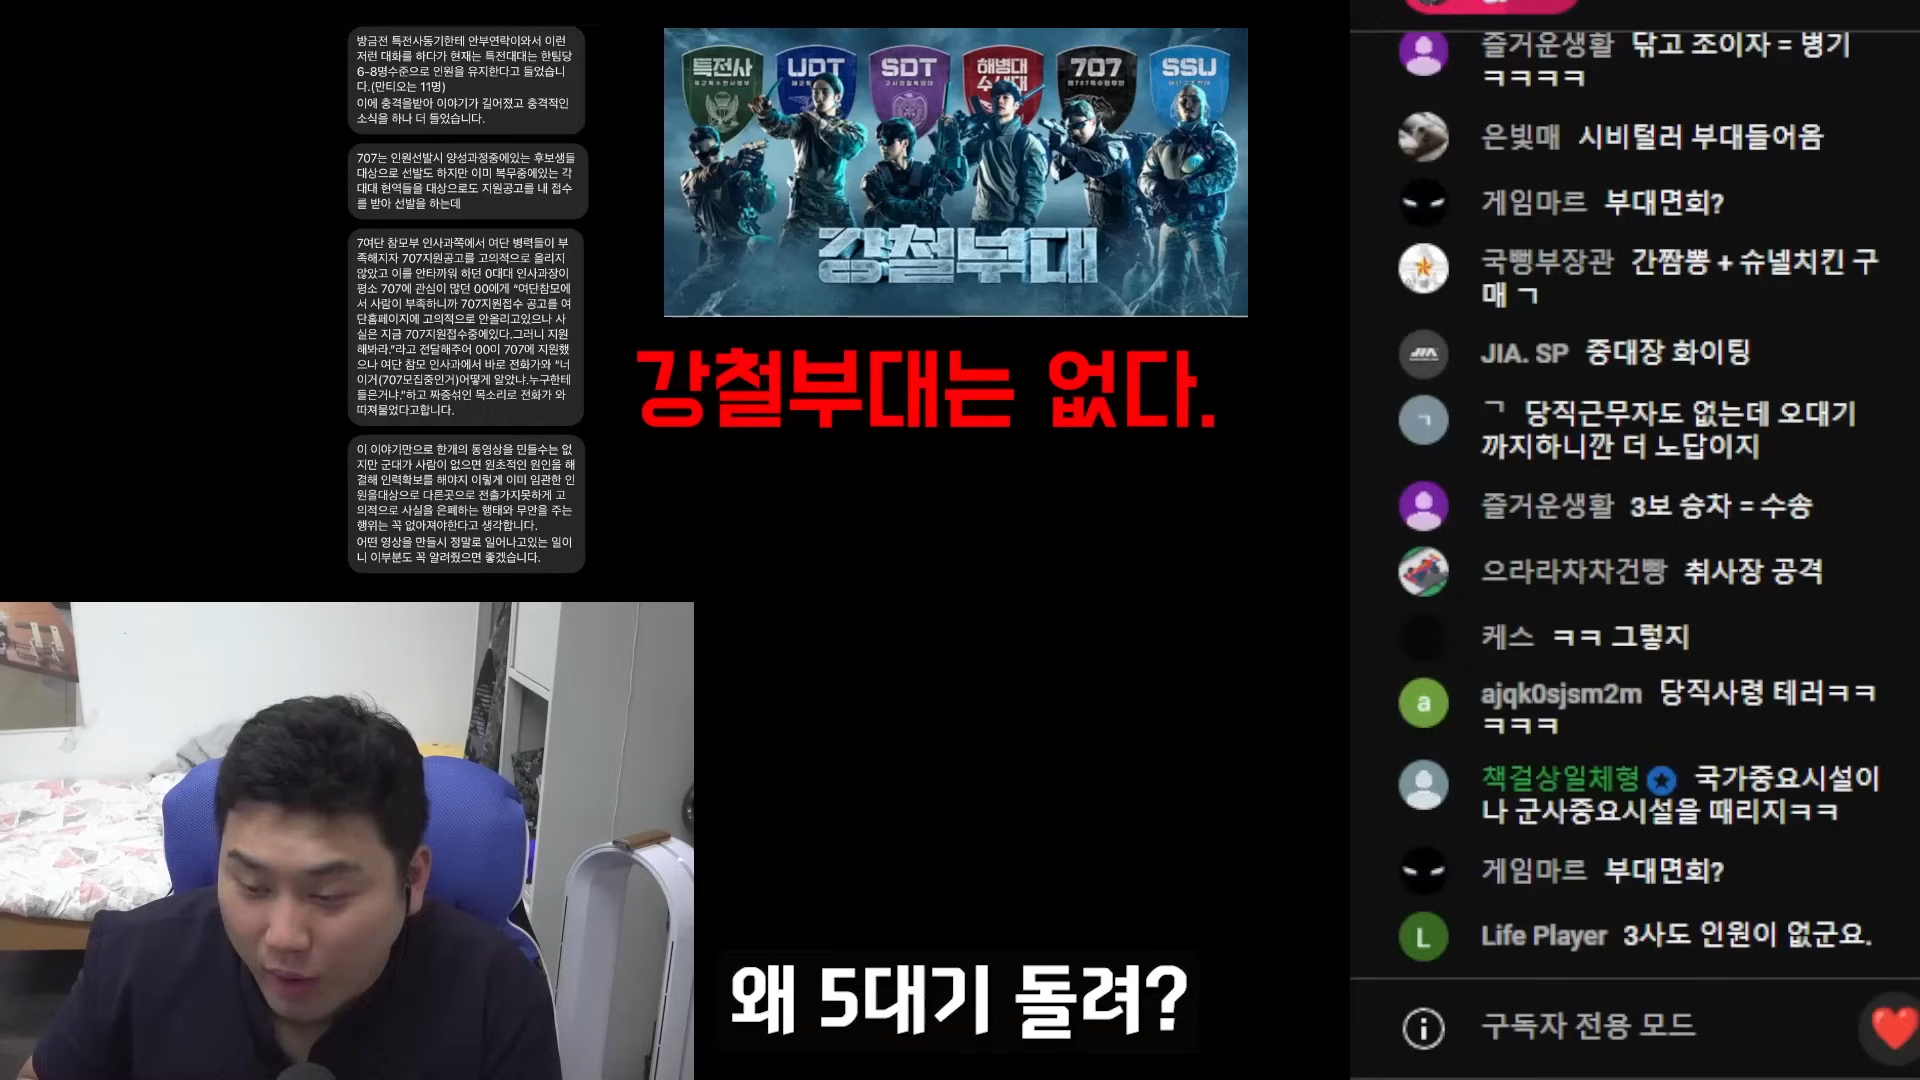 방금전 특전사동기한테 안부연락이와서 이런
저런 대화를 하다가 현재는 특전대대는 한팀당
6-8명수준으로 인원을 유지한다고 들었습니
다.(만티오는 11명)
이에 충격을받아 이야기가 길어졌고 충격적인
소식을 하나 더 들었습니다.
707는 인원선발시 양성과정중에있는 후보생들
대상으로 선발도 하지만 이미 복무중에있는 각
대대 현역들을 대상으로도 지원공고를 내 접수
를 받아 선발을 하는데
7여단 참모부 인사과쪽에서 여단 병력들이 부
족해지자 707지원공고를 고의적으로 올리지
않았고 이를 안타까워 하던 0대대 인사과장이
평소 707에 관심이 많던 00에게 “여단참모에
서 사람이 부족하니까 707지원접수 공고를 여
단홈페이지에 고의적으로 안올리고있으나 사
실은 지금 707지원접수중에있다.그러니 지원
해봐라.”라고 전달해주어 00이 707에 지원했
으나 여단 참모 인사과에서 바로 전화가와 “너
이거(707모집중인거)어떻게 알았냐.누구한테
들은거냐.”하고 짜증섞인 목소리로 전화가 와
따져물었다고합니다.
이 이야기만으로 한개의 동영상을 민들수는 없
지만 군대가 사람이 없으면 원초적인 원인을 해
결해 인력확보를 해야지 이렇게 이미 임관한 인
원을대상으로 다른곳으로 전출가지못하게 고
의적으로 사실을 은폐하는 행태와 무안을 주는
행위는 꼭 없아져야한다고 생각합니다.
어떤 영상을 만들시 정말로 일어나고있는 일이
니 이부분도 꼭 알려줬으면 좋겠습니다.
특전사
UDT
SDT
해병대
수색대
707
SSU
강철부대
강철부대는 없다.
왜 5대기 돌려?
즐거운생활 닦고 조이자 = 병기
ㅋㅋㅋㅋ
은빛매 시비털러 부대들어옴
게임마르 부대면회?
국뻥부장관 간짬뽕 + 슈넬치킨 구
매 ㄱ
JIA. SP 중대장 화이팅
ㄱ 당직근무자도 없는데 오대기
까지하니깐 더 노답이지
즐거운생활 3보 승차 = 수송
으라라차차건빵 취사장 공격
케스 ㅋㅋ 그렇지
ajqk0sjsm2m 당직사령 테러ㅋㅋ
ㅋㅋㅋ
책걸상일체형 국가중요시설이
나 군사중요시설을 때리지ㅋㅋ
게임마르 부대면회?
Life Player 3사도 인원이 없군요.
구독자 전용 모드